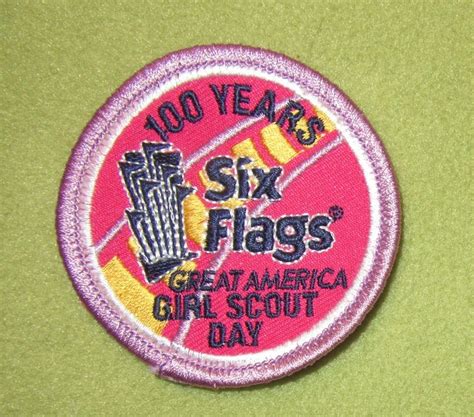 100 YEARS
Six
Flags®
GREAT AMERICA
GIRL SCOUT
DAY